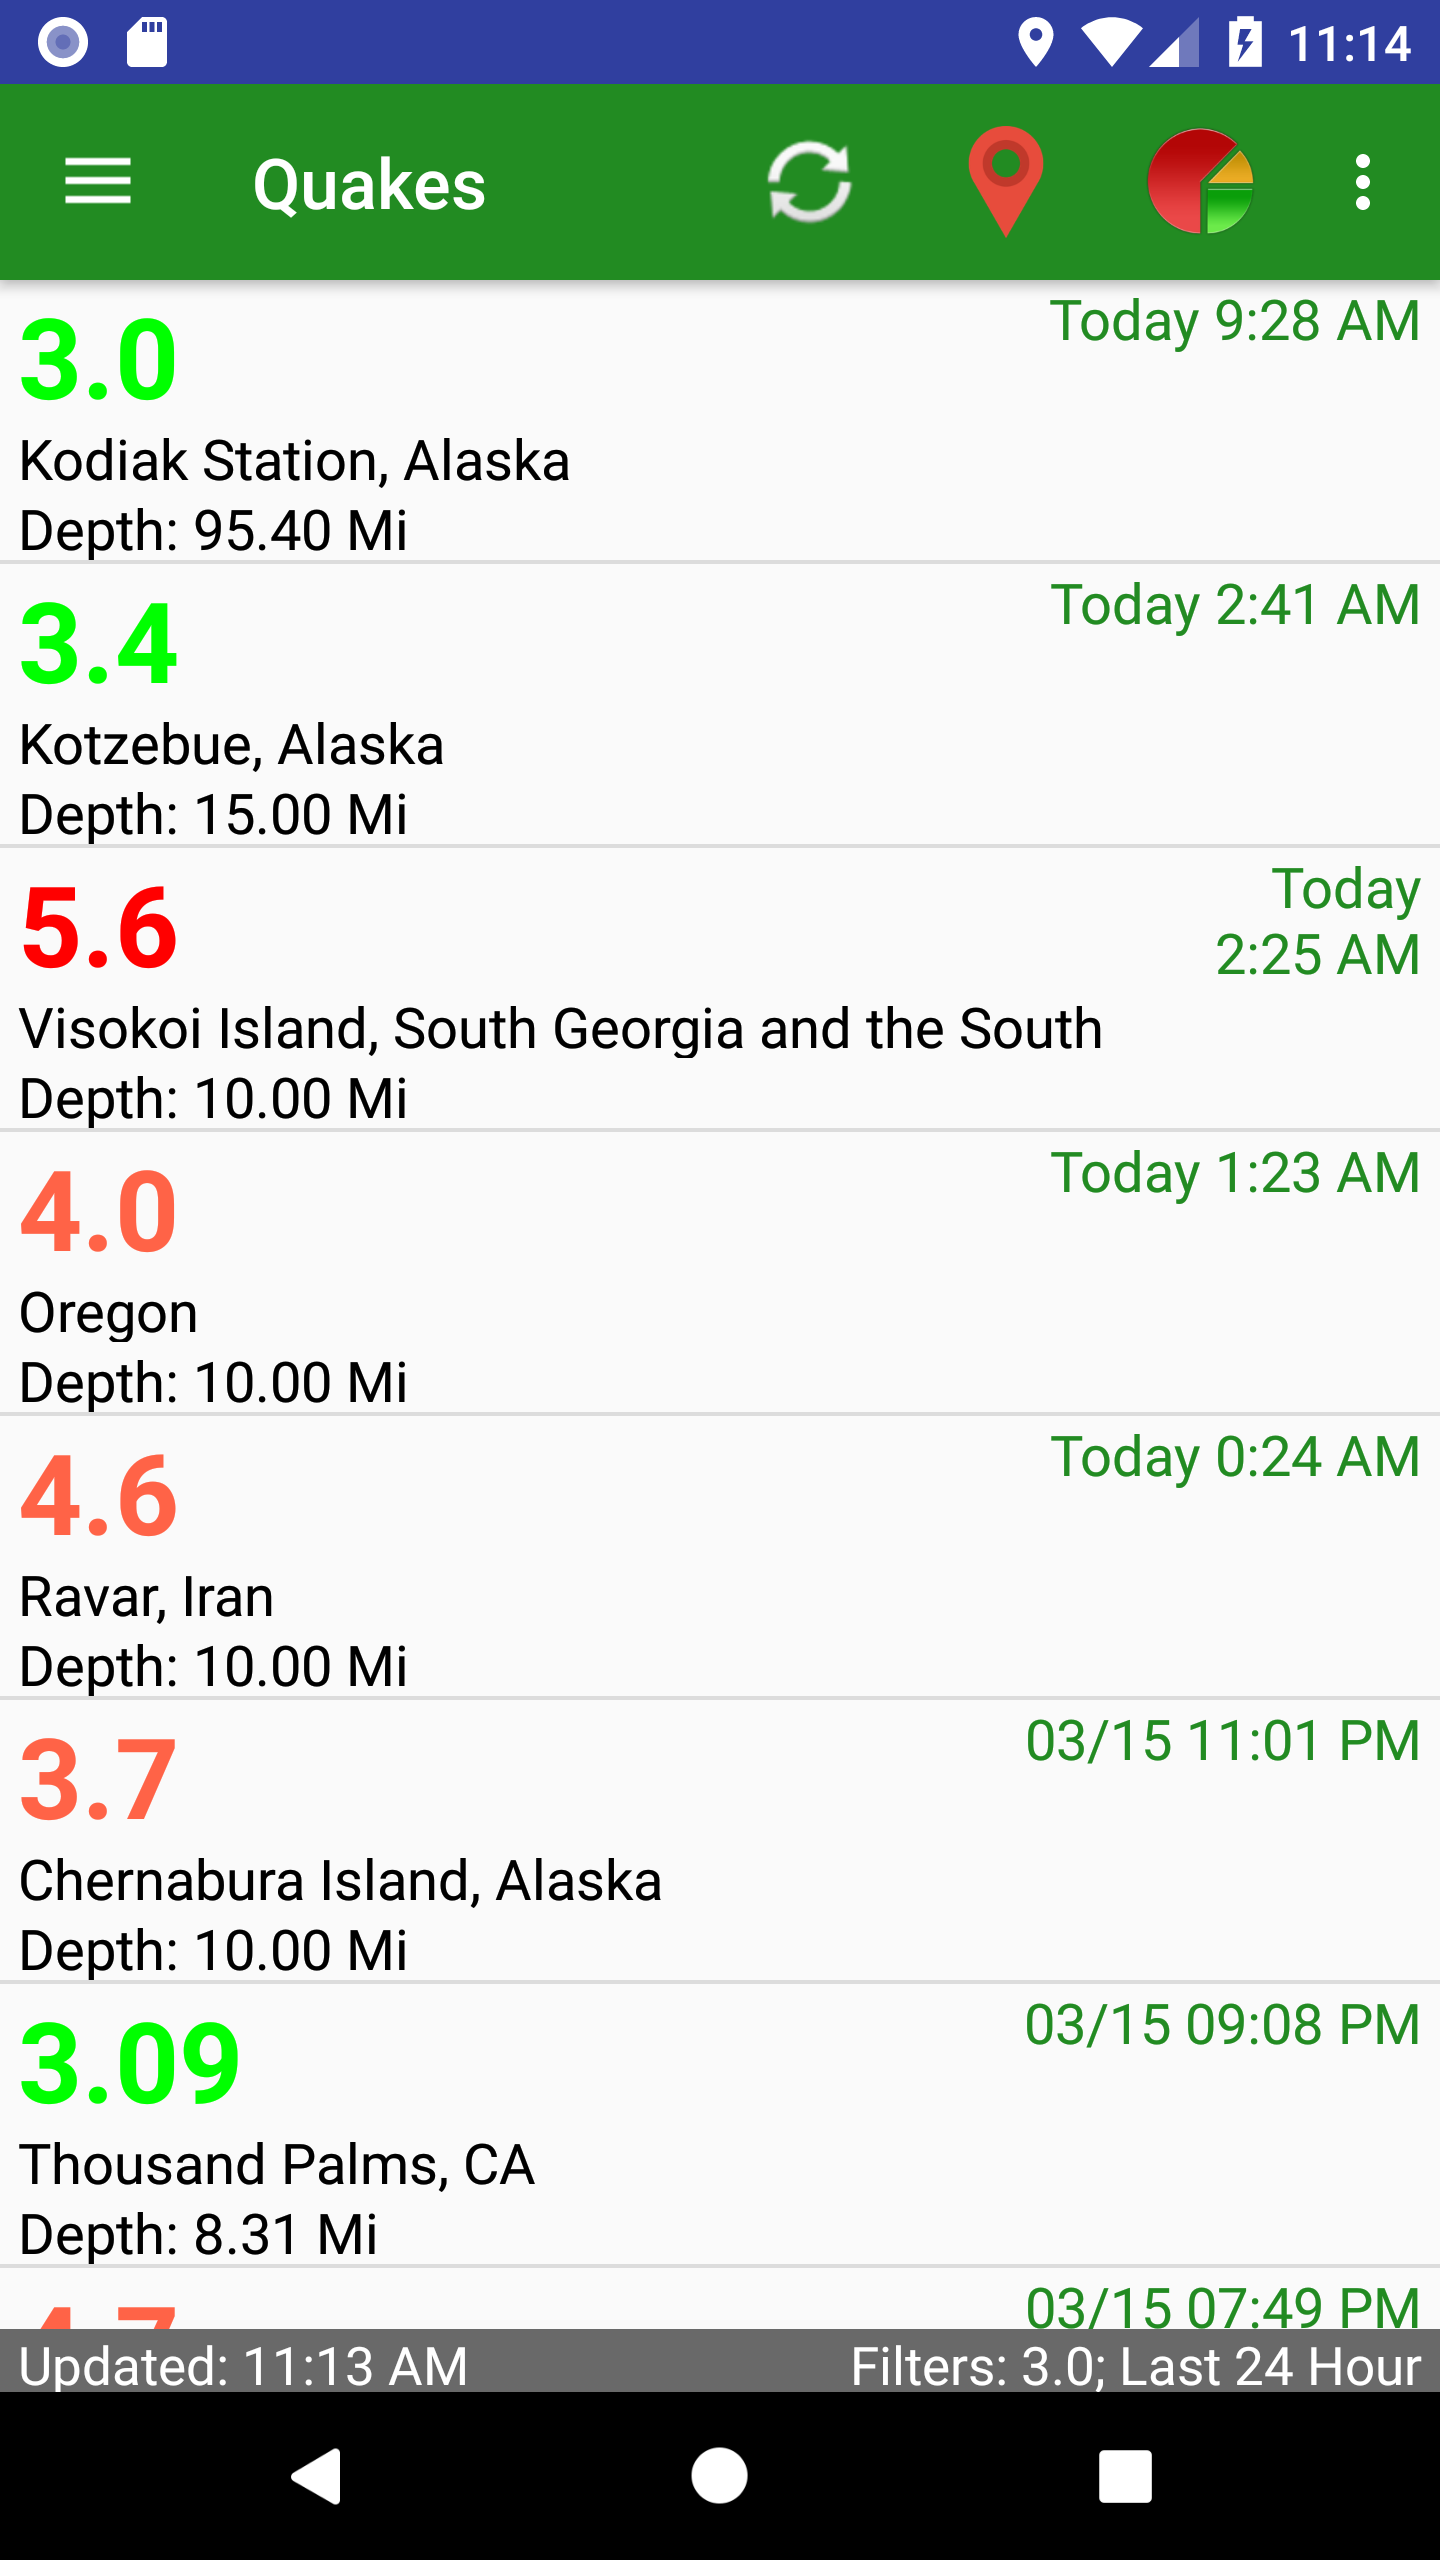 11:14
Quakes
3.0
Today 9:28 AM
Kodiak Station, Alaska
Depth: 95.40 Mi
3.4
Today 2:41 AM
Kotzebue, Alaska
Depth: 15.00 Mi
5.6
Today
2:25 AM
Visokoi Island, South Georgia and the South
Depth: 10.00 Mi
4.0
Today 1:23 AM
Oregon
Depth: 10.00 Mi
4.6
Today 0:24 AM
Ravar, Iran
Depth: 10.00 Mi
3.7
03/15 11:01 PM
Chernabura Island, Alaska
Depth: 10.00 Mi
3.09
03/15 09:08 PM
Thousand Palms, CA
Depth: 8.31 Mi
4.7
03/15 07:49 PM
Updated: 11:13 AM
Filters: 3.0; Last 24 Hour